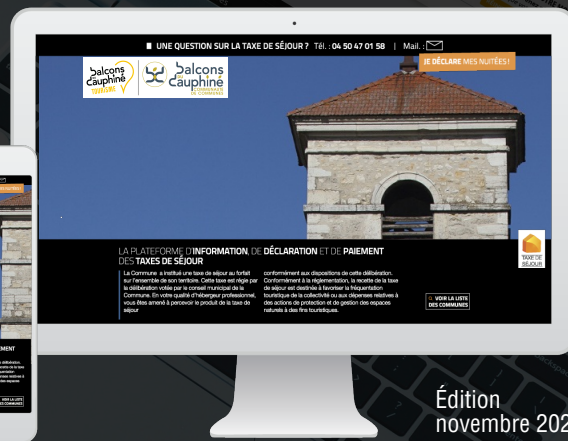 UNE QUESTION SUR LA TAXE DE SÉJOUR ? Tél. : 04 50 47 01 58 | Mail. :
JE DÉCLARE MES NUITÉES !
Balcons
Dauphiné
TOURISME
Balcons
Dauphiné
COMMUNAUTÉ
DE COMMUNES
LA PLATEFORME D'INFORMATION, DE DÉCLARATION ET DE PAIEMENT
DES TAXES DE SÉJOUR
La Commune a institué une taxe de séjour au forfait
sur l'ensemble de son territoire. Cette taxe est régie par
la délibération votée par le conseil municipal de la
Commune. En votre qualité d'hébergeur professionnel,
vous êtes amené à percevoir le produit de la taxe de
séjour
conformément aux dispositions de cette délibération.
Conformément à la réglementation, la recette de la taxe
de séjour est destinée à favoriser la fréquentation
touristique de la collectivité ou aux dépenses relatives à
des actions de protection et de gestion des espaces
naturels à des fins touristiques.
TAXE DE
SÉJOUR
VOIR LA LISTE
DES COMMUNES
Édition
novembre 202